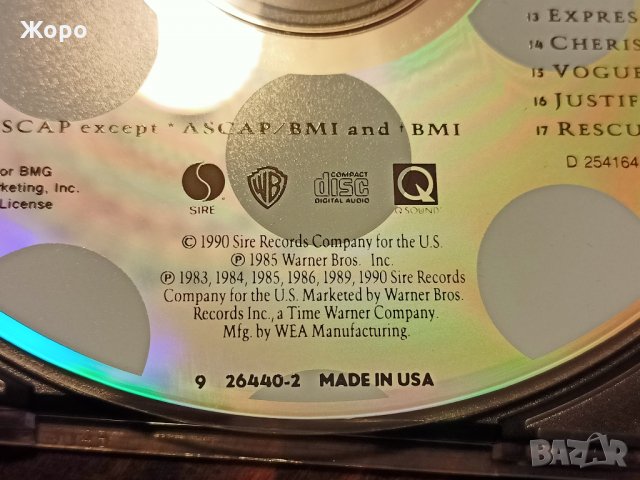 Жоро
13 EXPRES
14 CHERIS
15 VOGUE
16 JUSTIF
17 RESCU
SCAP except * ASCAP/BMI and † BMI
D 254164
or BMG
rketing, Inc.
License
SIRE
WB
COMPACT
disc
DIGITAL AUDIO
Q
Q SOUND
© 1990 Sire Records Company for the U.S.
℗ 1985 Warner Bros. Inc.
℗ 1983, 1984, 1985, 1986, 1989, 1990 Sire Records
Company for the U.S. Marketed by Warner Bros.
Records Inc., a Time Warner Company.
Mfg. by WEA Manufacturing.
9 26440-2 MADE IN USA
BAZAR